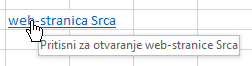 web-stranica Srca
Pritisni za otvaranje web-stranice Srca